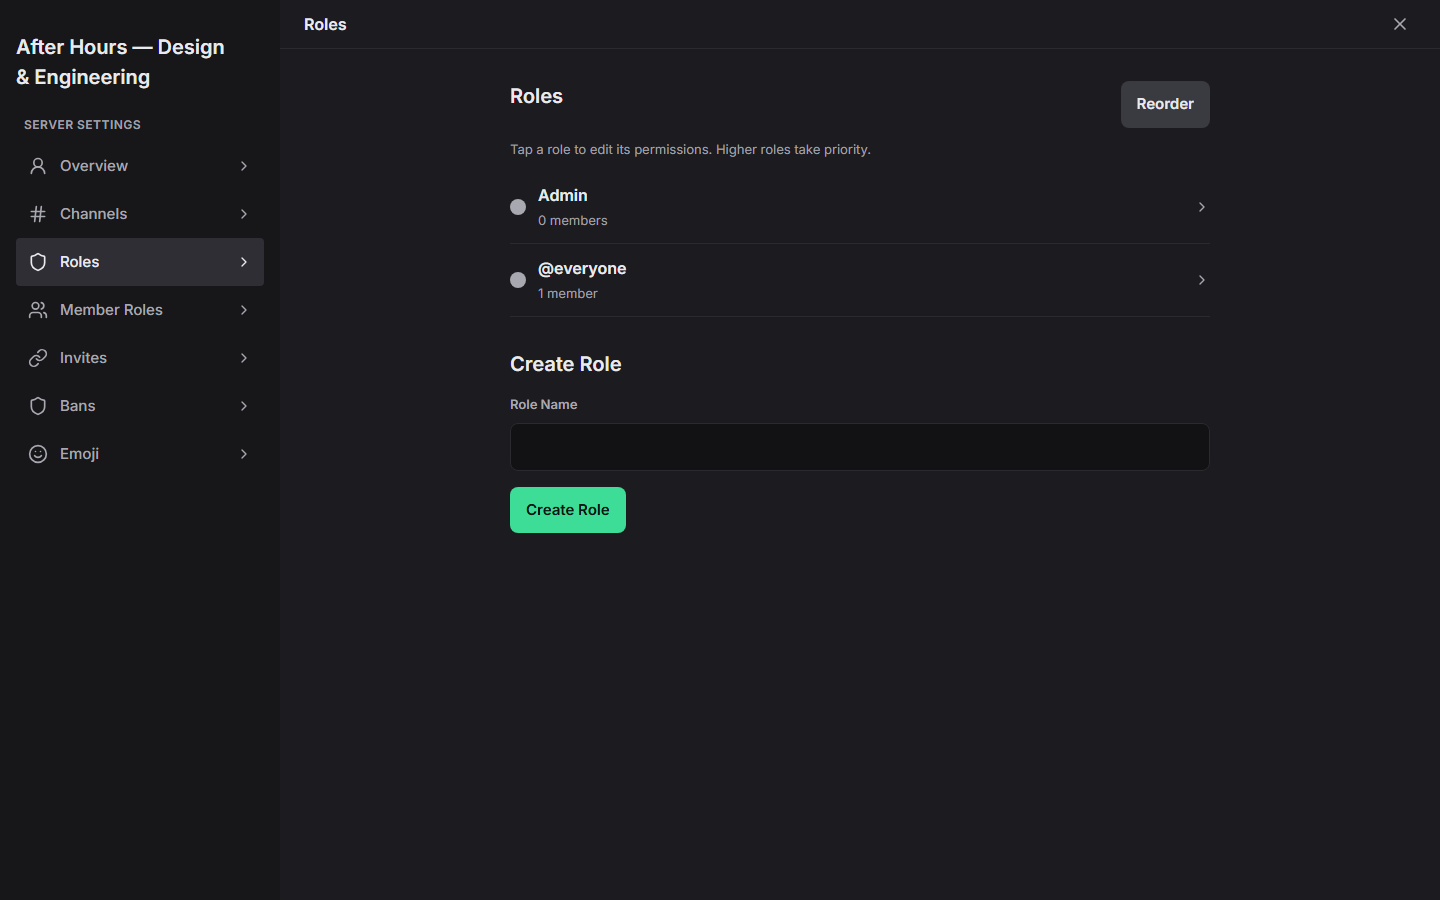 After Hours — Design
& Engineering
SERVER SETTINGS
Overview
Channels
Roles
Member Roles
Invites
Bans
Emoji
Roles
Roles
Reorder
Tap a role to edit its permissions. Higher roles take priority.
Admin
0 members
@everyone
1 member
Create Role
Role Name
Create Role